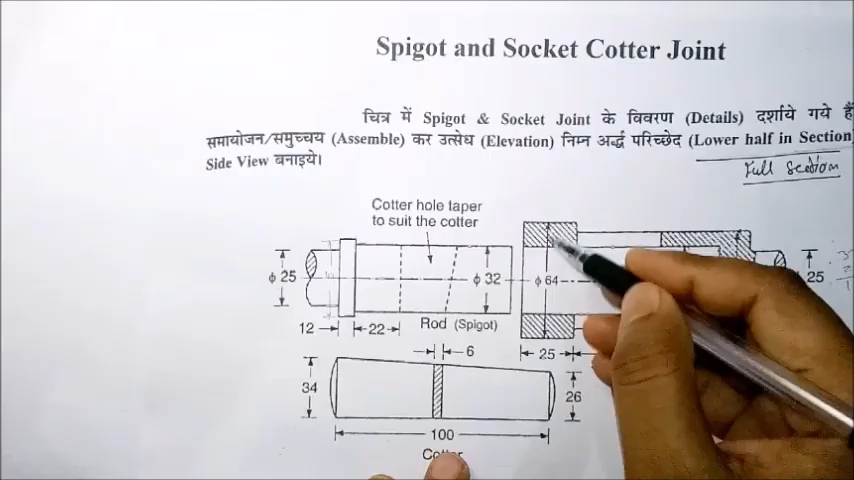 Spigot and Socket Cotter Joint
चित्र में Spigot & Socket Joint के विवरण (Details) दर्शाये गये हैं
समायोजन/समुच्चय (Assemble) कर उत्सेध (Elevation) निम्न अर्द्ध परिच्छेद (Lower half in Section)
Side View बनाइये।
Full Section
Cotter hole taper
to suit the cotter
ϕ 25
ϕ 32
ϕ 64
25
12
22
Rod (Spigot)
25
6
34
26
100